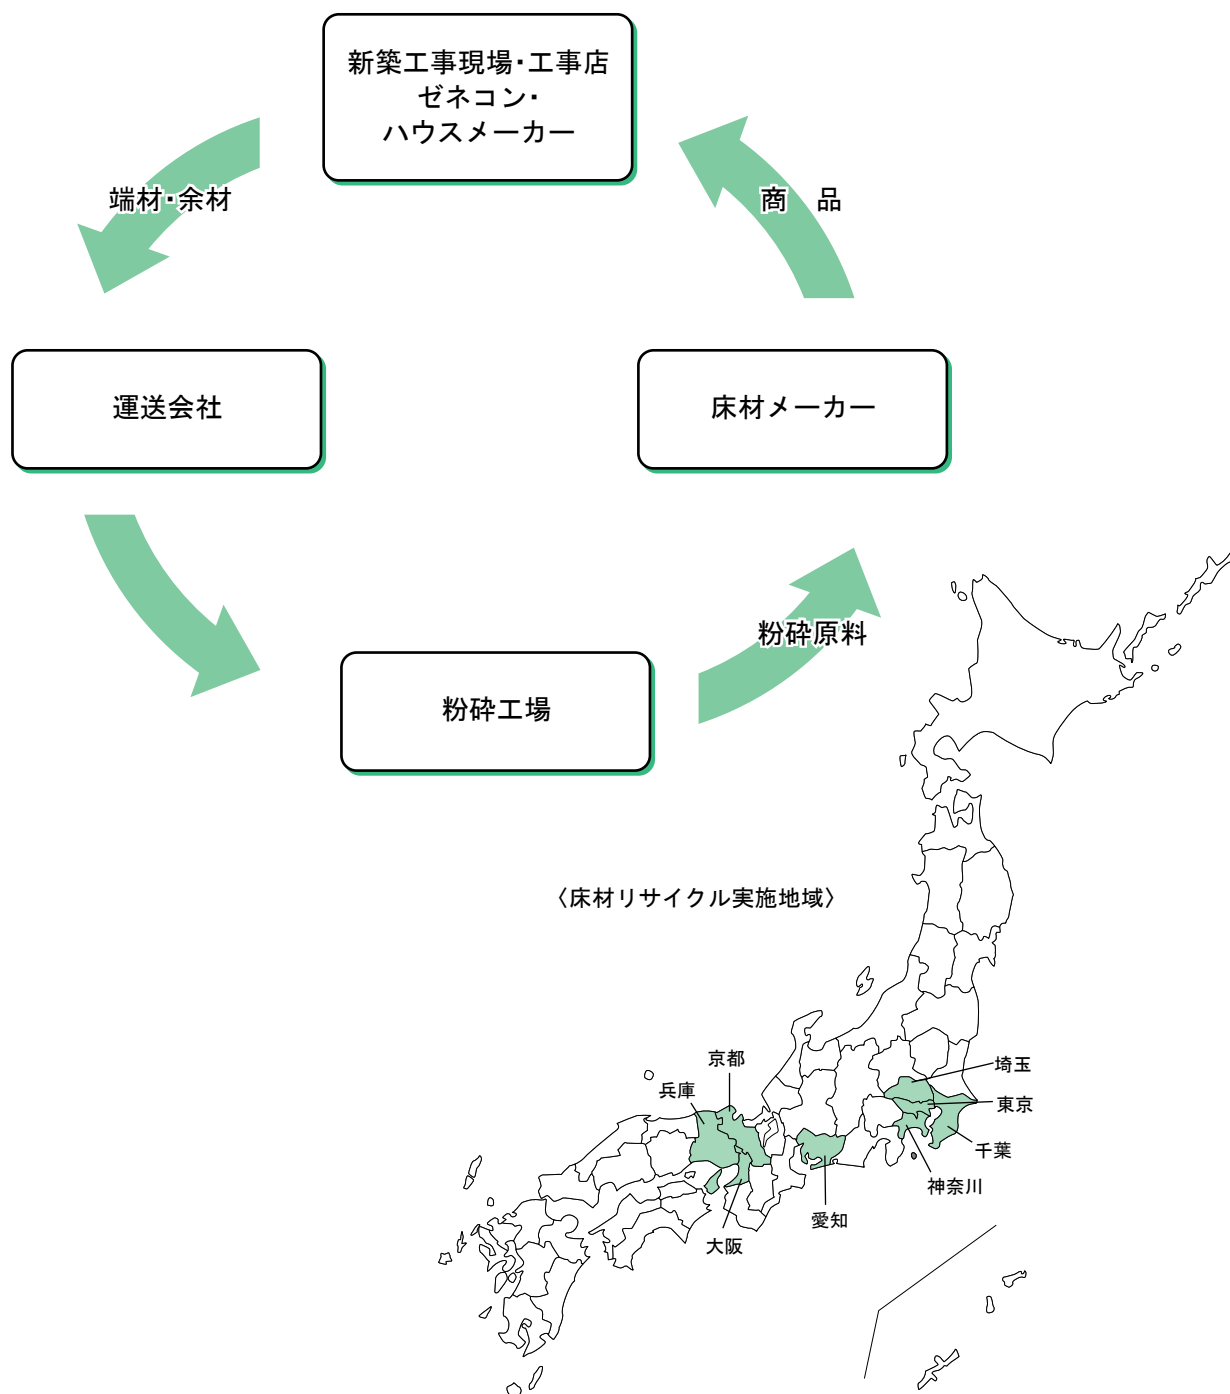 新築工事現場・工事店
ゼネコン・
ハウスメーカー
端材・余材
商　品
運送会社
床材メーカー
粉砕原料
粉砕工場
〈床材リサイクル実施地域〉
京都
兵庫
埼玉
東京
千葉
神奈川
愛知
大阪